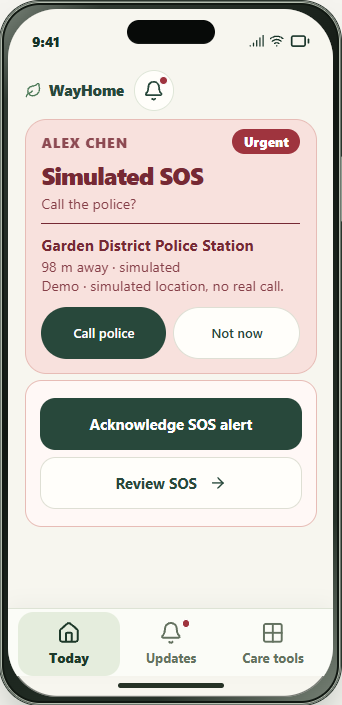 9:41
WayHome
ALEX CHEN
Urgent
Simulated SOS
Call the police?
Garden District Police Station
98 m away · simulated
Demo · simulated location, no real call.
Call police
Not now
Acknowledge SOS alert
Review SOS →
Today
Updates
Care tools